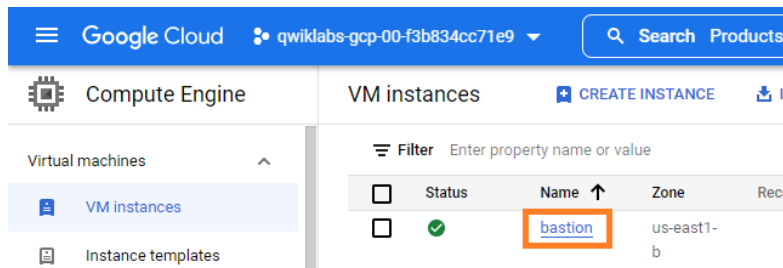 Google Cloud qwiklabs-gcp-00-f3b834cc71e9 Search Products
Compute Engine VM instances CREATE INSTANCE
Virtual machines
Filter Enter property name or value
Status Name Zone
VM instances
bastion us-east1-
b
Instance templates